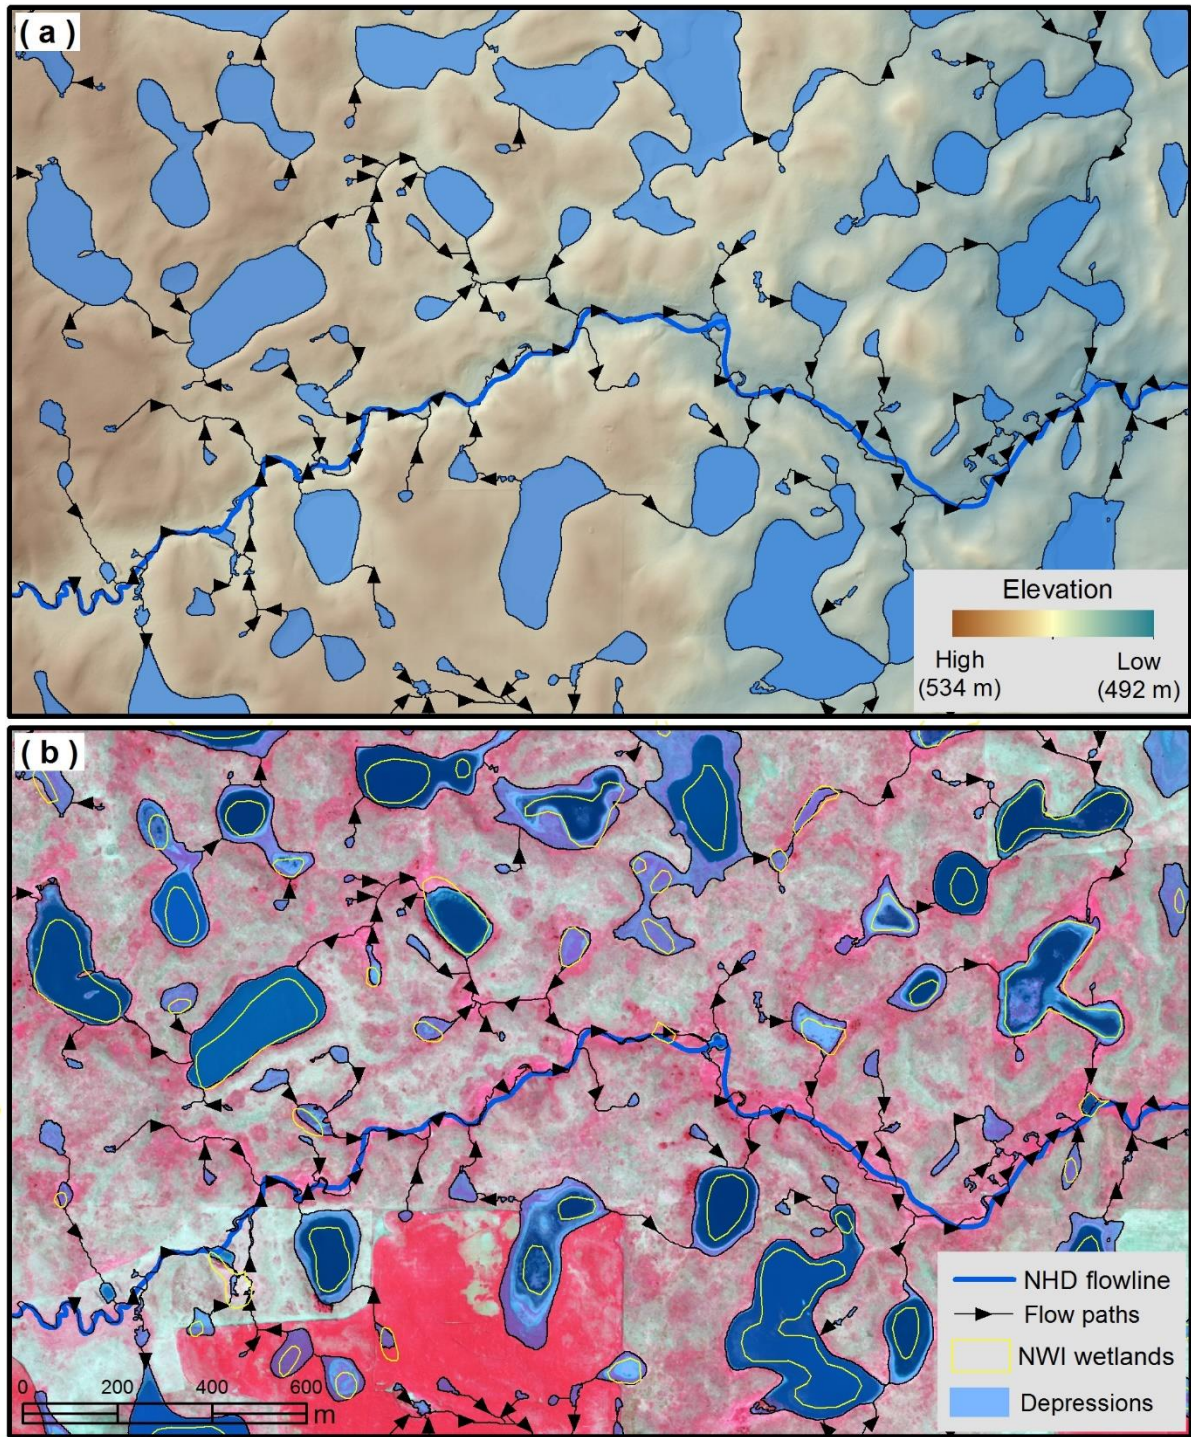 ( a )
Elevation
High
(534 m)
Low
(492 m)
( b )
NHD flowline
Flow paths
NWI wetlands
Depressions
0 200 400 600
m